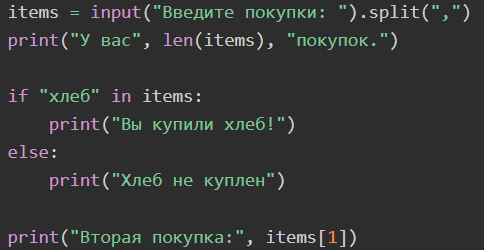 items = input("Введите покупки: ").split(",")
print("У вас", len(items), "покупок.")
if "хлеб" in items:
    print("Вы купили хлеб!")
else:
    print("Хлеб не куплен")
print("Вторая покупка:", items[1])